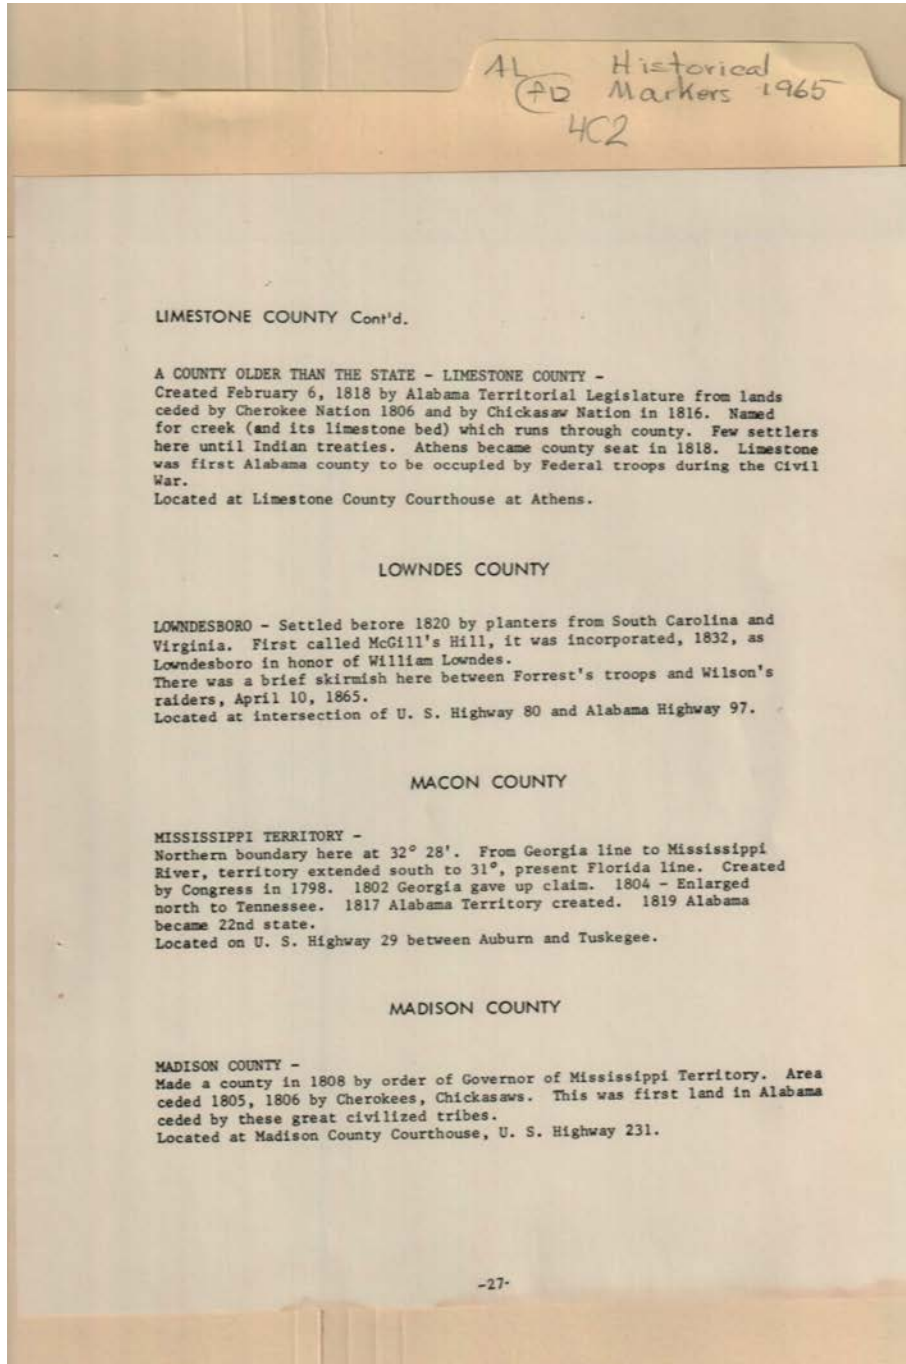 AL Historical
PD Markers 1965
4C2
LIMESTONE COUNTY Cont'd.
A COUNTY OLDER THAN THE STATE - LIMESTONE COUNTY -
Created February 6, 1818 by Alabama Territorial Legislature from lands
ceded by Cherokee Nation 1806 and by Chickasaw Nation in 1816. Named
for creek (and its limestone bed) which runs through county. Few settlers
here until Indian treaties. Athens became county seat in 1818. Limestone
was first Alabama county to be occupied by Federal troops during the Civil
War.
Located at Limestone County Courthouse at Athens.
LOWNDES COUNTY
LOWNDESBORO - Settled before 1820 by planters from South Carolina and
Virginia. First called McGill's Hill, it was incorporated, 1832, as
Lowndesboro in honor of William Lowndes.
There was a brief skirmish here between Forrest's troops and Wilson's
raiders, April 10, 1865.
Located at intersection of U. S. Highway 80 and Alabama Highway 97.
MACON COUNTY
MISSISSIPPI TERRITORY -
Northern boundary here at 32° 28'. From Georgia line to Mississippi
River, territory extended south to 31°, present Florida line. Created
by Congress in 1798. 1802 Georgia gave up claim. 1804 - Enlarged
north to Tennessee. 1817 Alabama Territory created. 1819 Alabama
became 22nd state.
Located on U. S. Highway 29 between Auburn and Tuskegee.
MADISON COUNTY
MADISON COUNTY -
Made a county in 1808 by order of Governor of Mississippi Territory. Area
ceded 1805, 1806 by Cherokees, Chickasaws. This was first land in Alabama
ceded by these great civilized tribes.
Located at Madison County Courthouse, U. S. Highway 231.
-27-